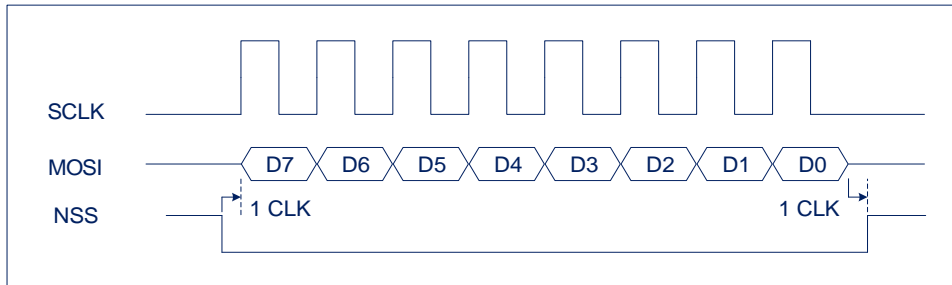 SCLK
MOSI D7 D6 D5 D4 D3 D2 D1 D0
1 CLK 1 CLK
NSS